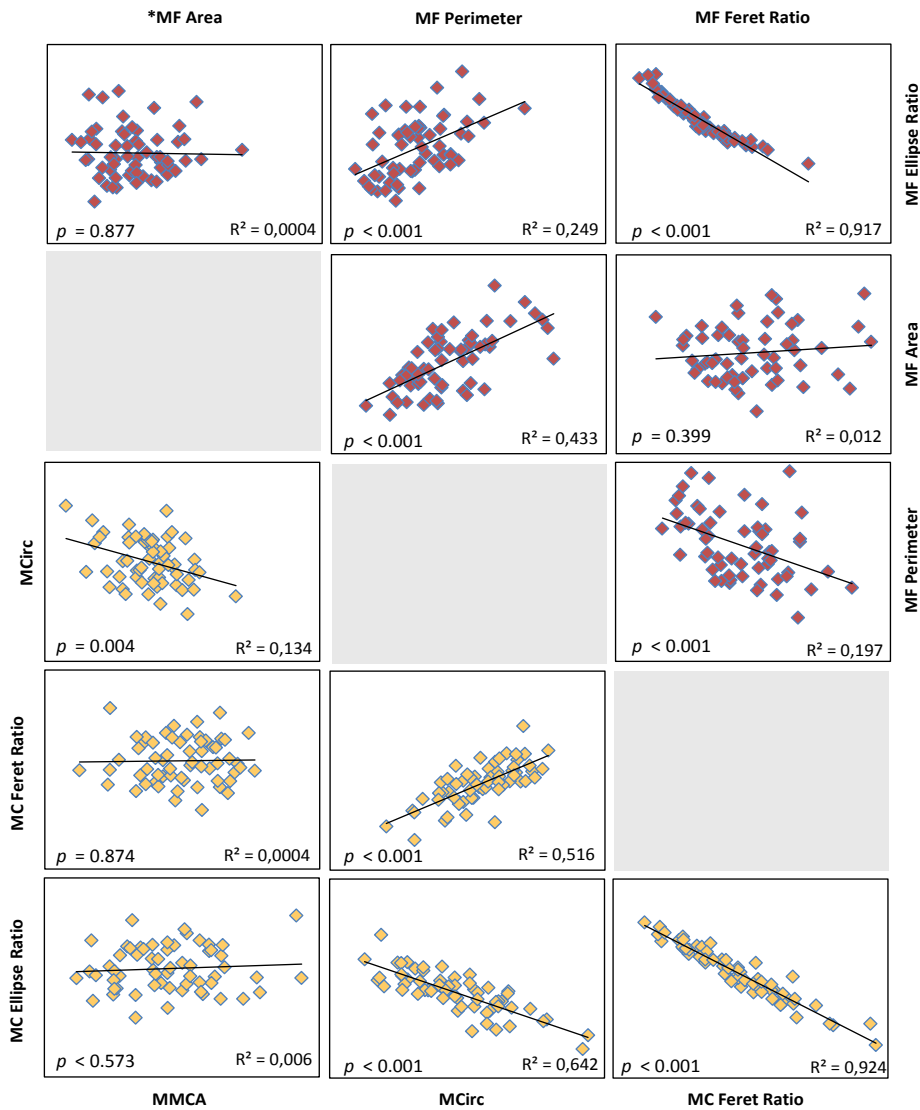 *MF Area MF Perimeter MF Feret Ratio
MF Ellipse Ratio
p = 0.877 R² = 0,0004
p < 0.001 R² = 0,249
p < 0.001 R² = 0,917
MF Area
p < 0.001 R² = 0,433
p = 0.399 R² = 0,012
MCirc
MF Perimeter
p = 0.004 R² = 0,134
p < 0.001 R² = 0,197
MC Feret Ratio
p = 0.874 R² = 0,0004
p < 0.001 R² = 0,516
MC Ellipse Ratio
p < 0.573 R² = 0,006
p < 0.001 R² = 0,642
p < 0.001 R² = 0,924
MMCA MCirc MC Feret Ratio